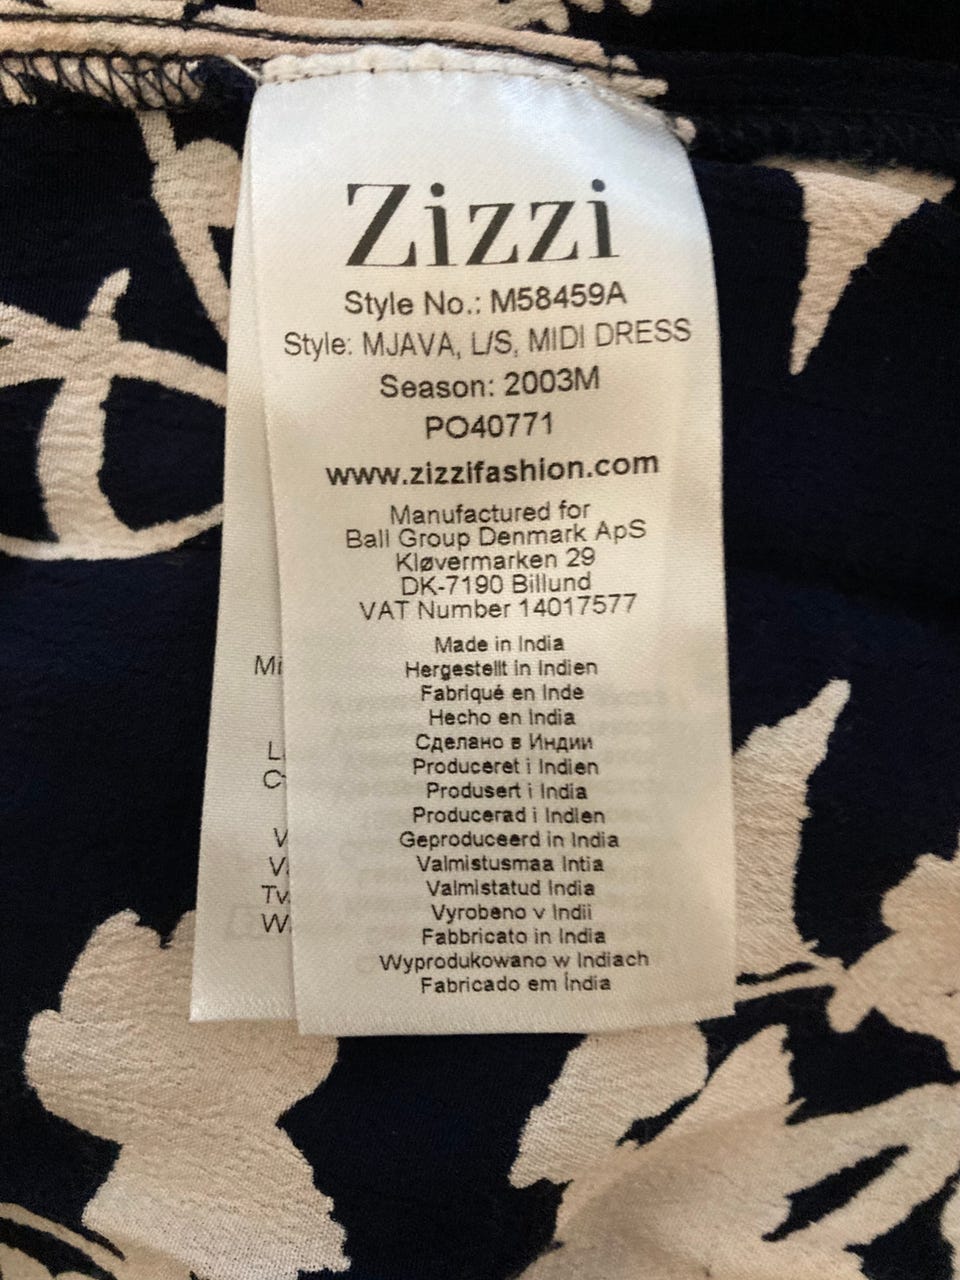 Zizzi
Style No.: M58459A
Style: MJAVA, L/S, MIDI DRESS
Season: 2003M
PO40771
www.zizzifashion.com
Manufactured for
Ball Group Denmark ApS
Kløvermarken 29
DK-7190 Billund
VAT Number 14017577
Made in India
Hergestellt in Indien
Fabriqué en Inde
Hecho en India
Сделано в Индии
Produceret i Indien
Produsert i India
Producerad i Indien
Geproduceerd in India
Valmistusmaa Intia
Valmistatud India
Vyrobeno v Indii
Fabbricato in India
Wyprodukowano w Indiach
Fabricado em Índia